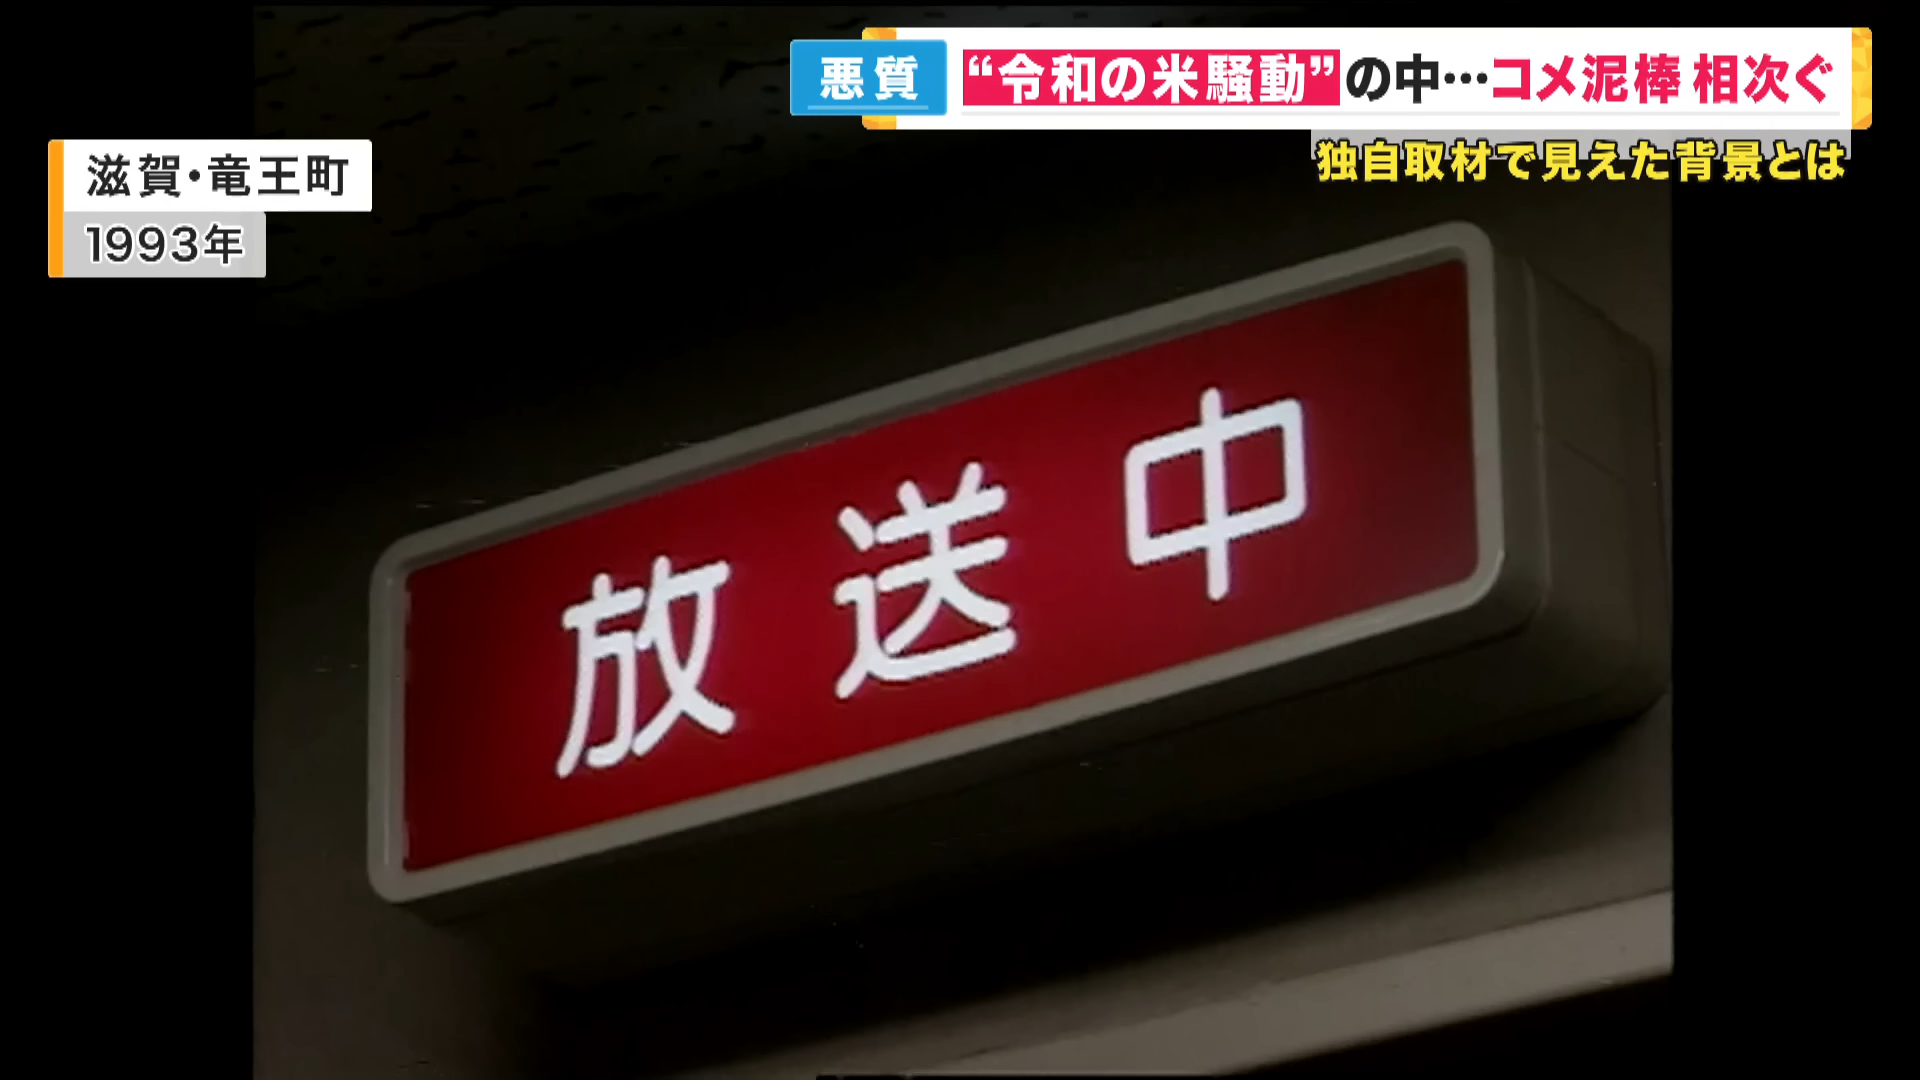 悪質
“令和の米騒動”の中…コメ泥棒 相次ぐ
独自取材で見えた背景とは
滋賀・竜王町
1993年
放送中